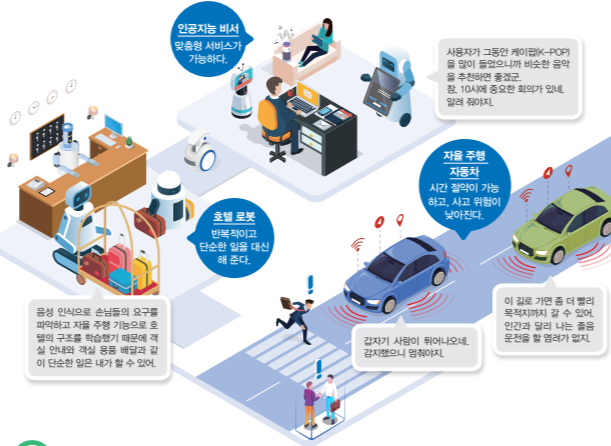 인공지능 비서
맞춤형 서비스가
가능하다.
사용자가 그동안 케이팝(K-POP)
을 많이 들었으니까 비슷한 음악
을 추천하면 좋겠군.
참, 10시에 중요한 회의가 있네.
알려 줘야지.
자율 주행
자동차
시간 절약이 가능
하고, 사고 위험이
낮아진다.
호텔 로봇
반복적이고
단순한 일을 대신
해 준다.
음성 인식으로 손님들의 요구를
파악하고 자율 주행 기능으로 호
텔의 구조를 학습했기 때문에 객
실 안내와 객실 용품 배달과 같
이 단순한 일은 내가 할 수 있어.
갑자기 사람이 튀어나오네.
감지했으니 멈춰야지.
이 길로 가면 좀 더 빨리
목적지까지 갈 수 있어.
인간과 달리 나는 졸음
운전을 할 염려가 없지.